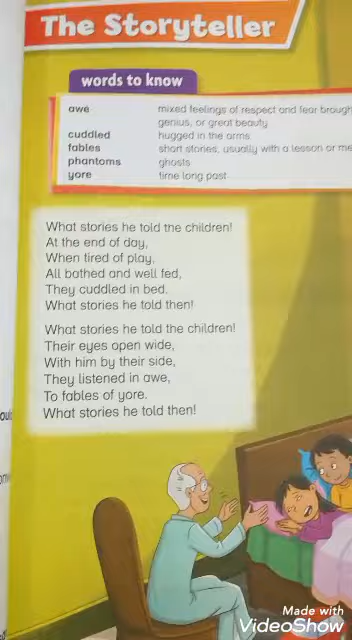 The Storyteller
words to know
awe mixed feelings of respect and fear
genius, or great beauty
cuddled hugged in the arms
fables short stories, usually with a lesson or
phantoms ghosts
yore time long past
What stories he told the children!
At the end of day,
When tired of play,
All bathed and well fed,
They cuddled in bed.
What stories he told then!
What stories he told the children!
Their eyes open wide,
With him by their side,
They listened in awe,
To fables of yore.
What stories he told then!
Made with
VideoShow